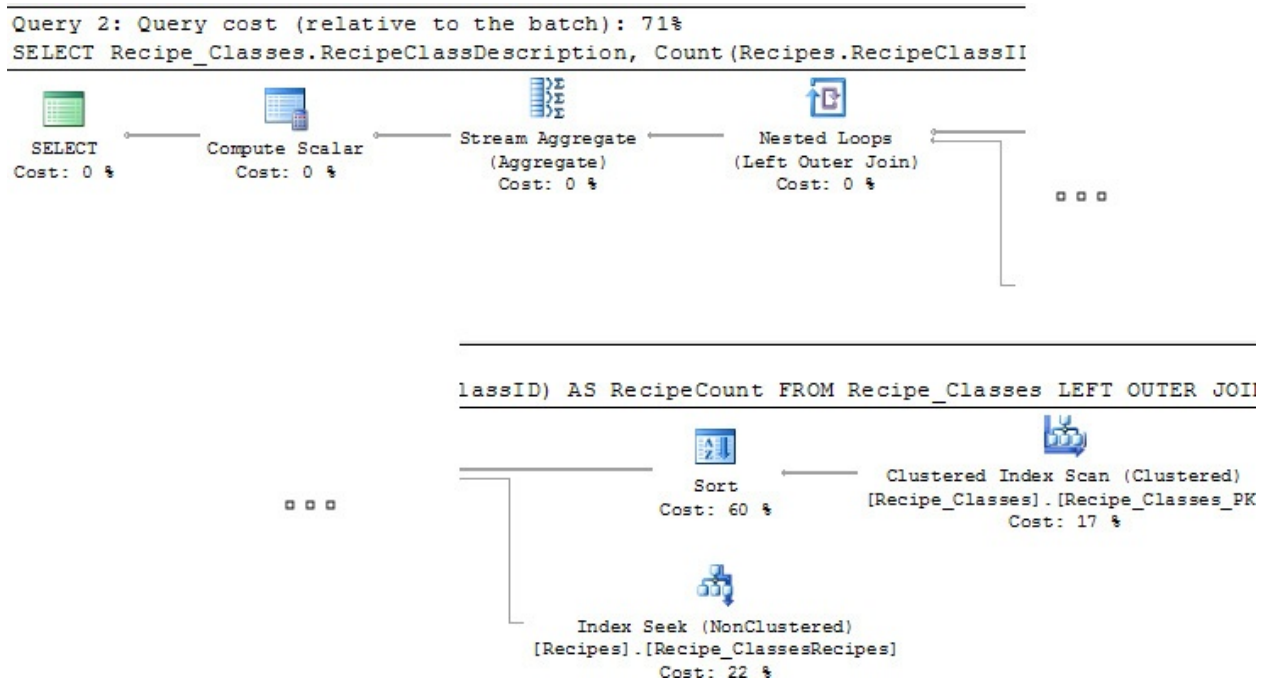 Query 2: Query cost (relative to the batch): 71%
SELECT Recipe_Classes.RecipeClassDescription, Count(Recipes.RecipeClassI
SELECT
Cost: 0 %
Compute Scalar
Cost: 0 %
Stream Aggregate
(Aggregate)
Cost: 0 %
Nested Loops
(Left Outer Join)
Cost: 0 %
lassID) AS RecipeCount FROM Recipe_Classes LEFT OUTER JOI
Sort
Cost: 60 %
Clustered Index Scan (Clustered)
[Recipe_Classes].[Recipe_Classes_PK
Cost: 17 %
Index Seek (NonClustered)
[Recipes].[Recipe_ClassesRecipes]
Cost: 22 %